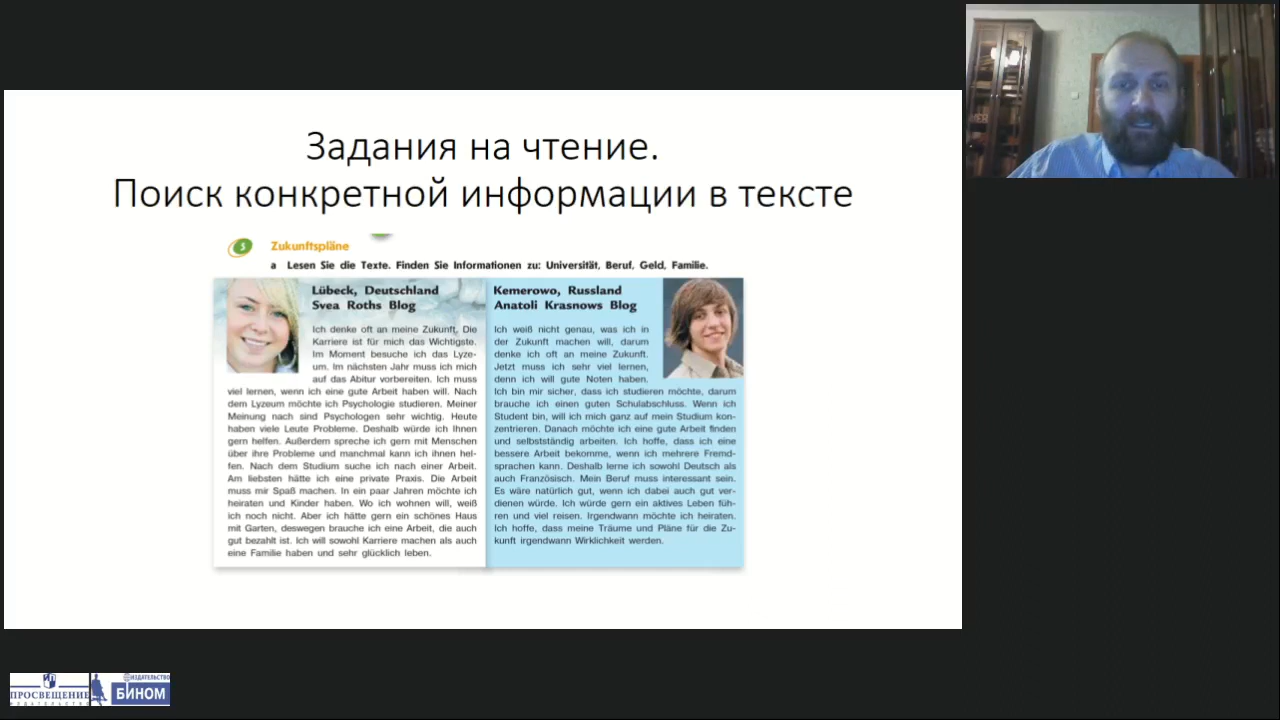 Задания на чтение.
Поиск конкретной информации в тексте
5
Zukunftspläne
a Lesen Sie die Texte. Finden Sie Informationen zu: Universität, Beruf, Geld, Familie.
Lübeck, Deutschland
Svea Roths Blog
Ich denke oft an meine Zukunft. Die
Karriere ist für mich das Wichtigste.
Im Moment besuche ich das Lyze-
um. Im nächsten Jahr muss ich mich
auf das Abitur vorbereiten. Ich muss
viel lernen, wenn ich eine gute Arbeit haben will. Nach
dem Lyzeum möchte ich Psychologie studieren. Meiner
Meinung nach sind Psychologen sehr wichtig. Heute
haben viele Leute Probleme. Deshalb würde ich Ihnen
gern helfen. Außerdem spreche ich gern mit Menschen
über ihre Probleme und manchmal kann ich ihnen hel-
fen. Nach dem Studium suche ich nach einer Arbeit.
Am liebsten hätte ich eine private Praxis. Die Arbeit
muss mir Spaß machen. In ein paar Jahren möchte ich
heiraten und Kinder haben. Wo ich wohnen will, weiß
ich noch nicht. Aber ich hätte gern ein schönes Haus
mit Garten, deswegen brauche ich eine Arbeit, die auch
gut bezahlt ist. Ich will sowohl Karriere machen als auch
eine Familie haben und sehr glücklich leben.
Kemerowo, Russland
Anatoli Krasnows Blog
Ich weiß nicht genau, was ich in
der Zukunft machen will, darum
denke ich oft an meine Zukunft.
Jetzt muss ich sehr viel lernen,
denn ich will gute Noten haben.
Ich bin mir sicher, dass ich studieren möchte, darum
brauche ich einen guten Schulabschluss. Wenn ich
Student bin, will ich mich ganz auf mein Studium kon-
zentrieren. Danach möchte ich eine gute Arbeit finden
und selbstständig arbeiten. Ich hoffe, dass ich eine
bessere Arbeit bekomme, wenn ich mehrere Fremd-
sprachen kann. Deshalb lerne ich sowohl Deutsch als
auch Französisch. Mein Beruf muss interessant sein.
Es wäre natürlich gut, wenn ich dabei auch gut ver-
dienen würde. Ich würde gern ein aktives Leben füh-
ren und viel reisen. Irgendwann möchte ich heiraten.
Ich hoffe, dass meine Träume und Pläne für die Zu-
kunft irgendwann Wirklichkeit werden.
ПРОСВЕЩЕНИЕ
ИЗДАТЕЛЬСТВО
ИЗДАТЕЛЬСТВО
БИНОМ